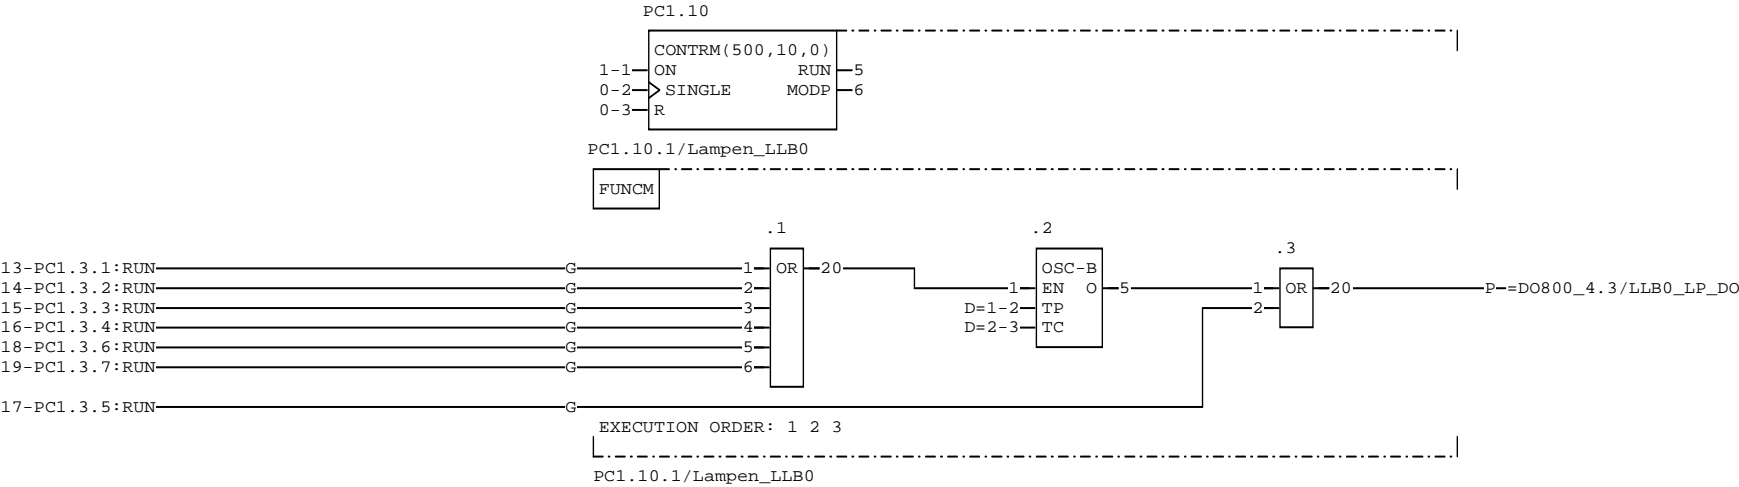 PC1.10
CONTRM(500,10,0)
1-1 ON RUN 5
0-2 SINGLE MODP 6
0-3 R
PC1.10.1/Lampen_LLB0
FUNCM
.1 .2
.3
13-PC1.3.1:RUN G 1 OR 20 OSC-B
14-PC1.3.2:RUN G 2 1 EN O 5 1 OR 20 P-=DO800_4.3/LLB0_LP_DO
15-PC1.3.3:RUN G 3 D=1-2 TP 2
16-PC1.3.4:RUN G 4 D=2-3 TC
18-PC1.3.6:RUN G 5
19-PC1.3.7:RUN G 6
17-PC1.3.5:RUN G
EXECUTION ORDER: 1 2 3
PC1.10.1/Lampen_LLB0